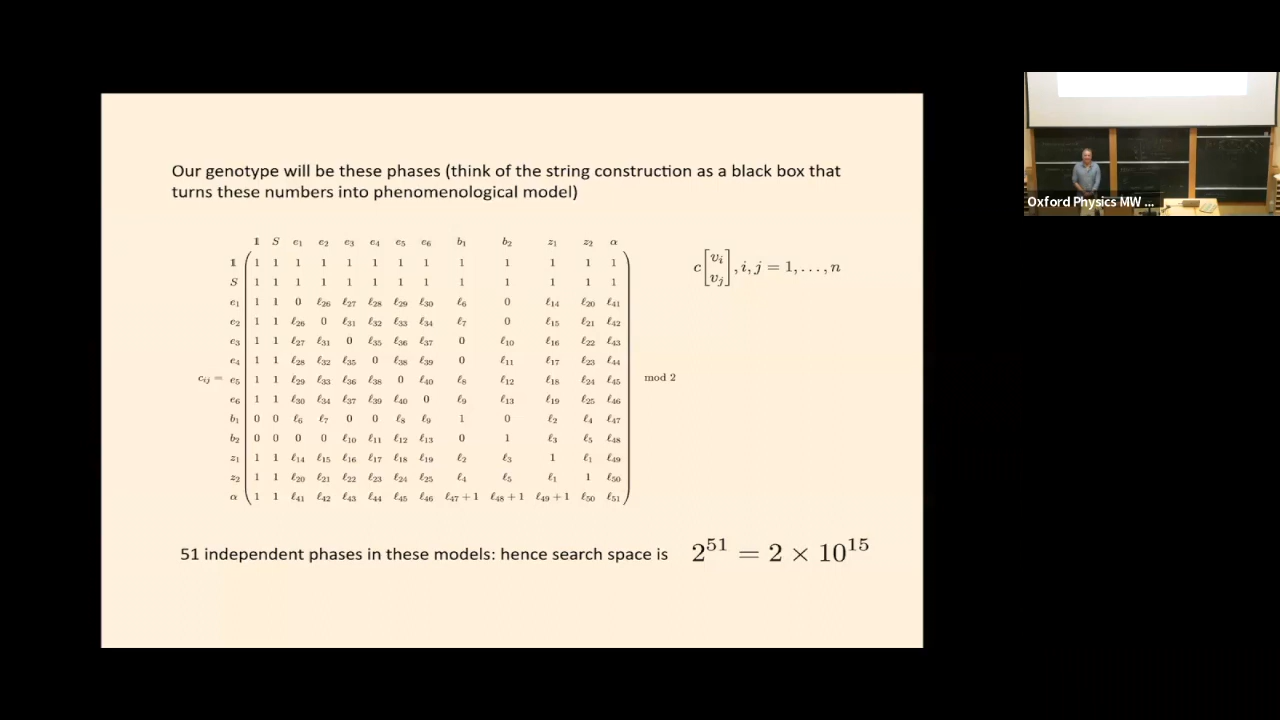 Our genotype will be these phases (think of the string construction as a black box that
turns these numbers into phenomenological model)
𝟙 S e₁ e₂ e₃ e₄ e₅ e₆ b₁ b₂ z₁ z₂ α
𝟙 1 1 1 1 1 1 1 1 1 1 1 1 1
S 1 1 1 1 1 1 1 1 1 1 1 1 1
e₁ 1 1 0 ℓ₂₆ ℓ₂₇ ℓ₂₈ ℓ₂₉ ℓ₃₀ ℓ₆ 0 ℓ₁₄ ℓ₂₀ ℓ₄₁
e₂ 1 1 ℓ₂₆ 0 ℓ₃₁ ℓ₃₂ ℓ₃₃ ℓ₃₄ ℓ₇ 0 ℓ₁₅ ℓ₂₁ ℓ₄₂
e₃ 1 1 ℓ₂₇ ℓ₃₁ 0 ℓ₃₅ ℓ₃₆ ℓ₃₇ 0 ℓ₁₀ ℓ₁₆ ℓ₂₂ ℓ₄₃
e₄ 1 1 ℓ₂₈ ℓ₃₂ ℓ₃₅ 0 ℓ₃₈ ℓ₃₉ 0 ℓ₁₁ ℓ₁₇ ℓ₂₃ ℓ₄₄
c_{ij} = e₅ 1 1 ℓ₂₉ ℓ₃₃ ℓ₃₆ ℓ₃₈ 0 ℓ₄₀ ℓ₈ ℓ₁₂ ℓ₁₈ ℓ₂₄ ℓ₄₅ mod 2
e₆ 1 1 ℓ₃₀ ℓ₃₄ ℓ₃₇ ℓ₃₉ ℓ₄₀ 0 ℓ₉ ℓ₁₃ ℓ₁₉ ℓ₂₅ ℓ₄₆
b₁ 0 0 ℓ₆ ℓ₇ 0 0 ℓ₈ ℓ₉ 1 0 ℓ₂ ℓ₄ ℓ₄₇
b₂ 0 0 0 0 ℓ₁₀ ℓ₁₁ ℓ₁₂ ℓ₁₃ 0 1 ℓ₃ ℓ₅ ℓ₄₈
z₁ 1 1 ℓ₁₄ ℓ₁₅ ℓ₁₆ ℓ₁₇ ℓ₁₈ ℓ₁₉ ℓ₂ ℓ₃ 1 ℓ₁ ℓ₄₉
z₂ 1 1 ℓ₂₀ ℓ₂₁ ℓ₂₂ ℓ₂₃ ℓ₂₄ ℓ₂₅ ℓ₄ ℓ₅ ℓ₁ 1 ℓ₅₀
α 1 1 ℓ₄₁ ℓ₄₂ ℓ₄₃ ℓ₄₄ ℓ₄₅ ℓ₄₆ ℓ₄₇ + 1 ℓ₄₈ + 1 ℓ₄₉ + 1 ℓ₅₀ ℓ₅₁
c[v_i v_j], i, j = 1, . . . , n
51 independent phases in these models: hence search space is 2⁵¹ = 2 × 10¹⁵
Oxford Physics MW ...